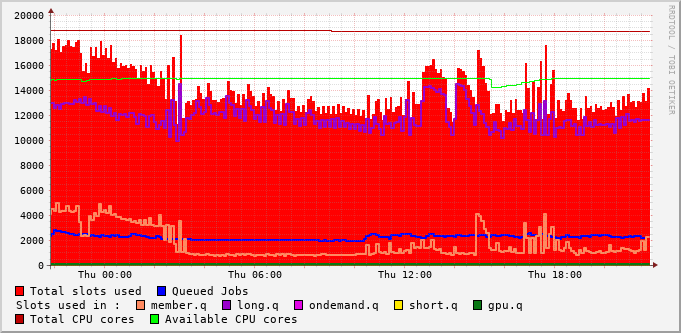 20000
18000
16000
14000
12000
10000
8000
6000
4000
2000
0
Thu 00:00 Thu 06:00 Thu 12:00 Thu 18:00
RRDTOOL / TOBI OETIKER
Total slots used Queued Jobs
Slots used in : member.q long.q ondemand.q short.q gpu.q
Total CPU cores Available CPU cores